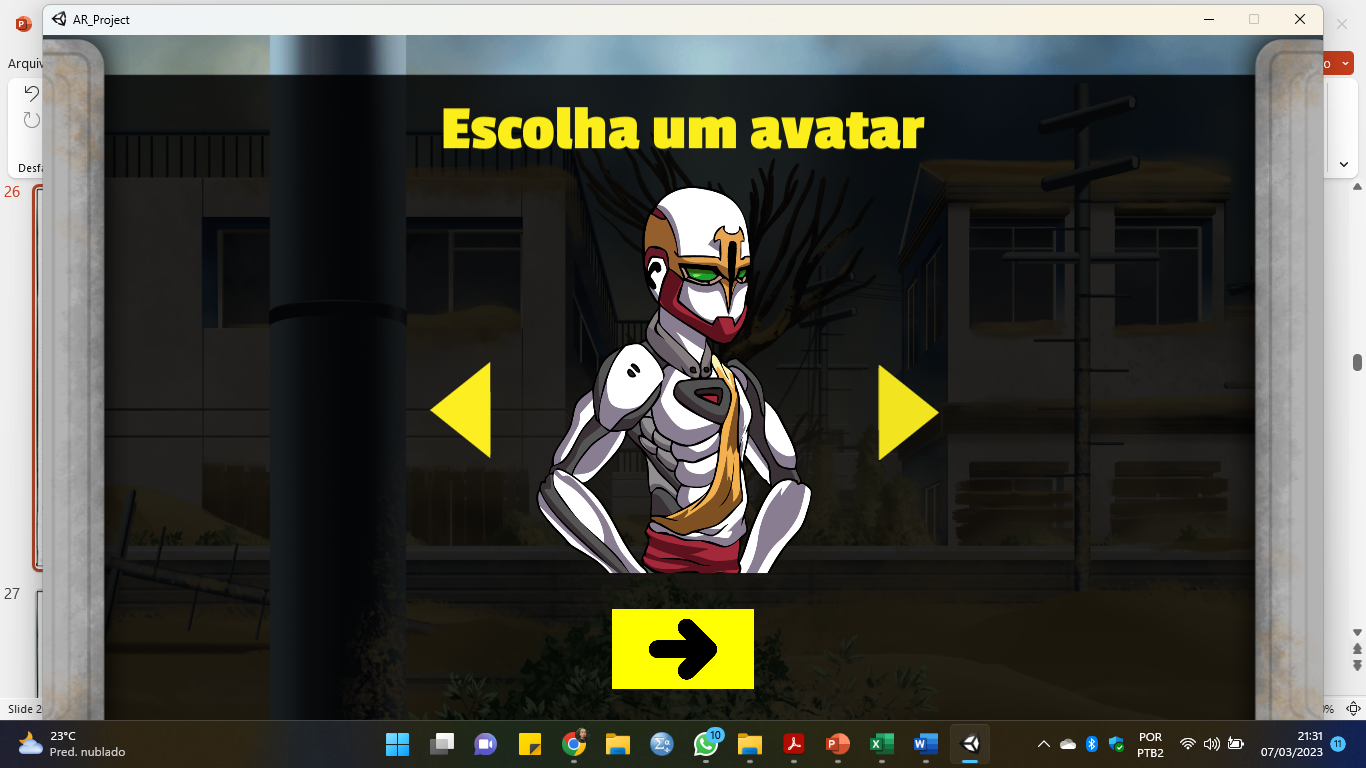 AR_Project
Arquiv
o
Desfa
26
27
Escolha um avatar
Slide 2
0%
23°C
Pred. nublado
10
POR
PTB2
21:31
07/03/2023
11